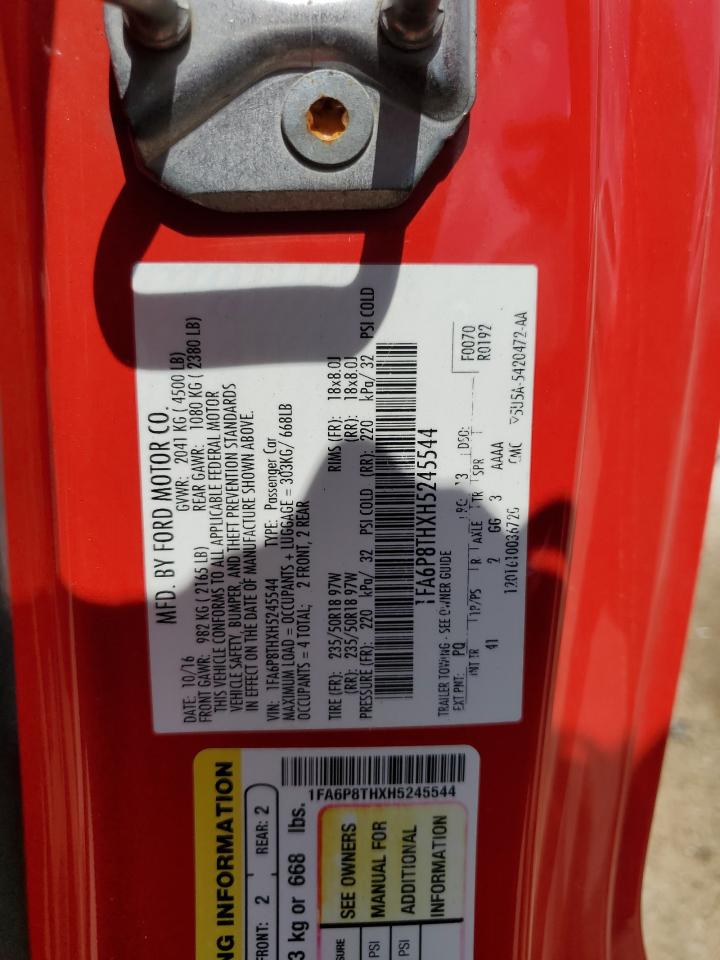 MFD. BY FORD MOTOR CO.
DATE: 10/16 GVWR: 2041 KG ( 4500 LB)
FRONT GAWR: 982 KG ( 2165 LB) REAR GAWR: 1080 KG ( 2380 LB)
THIS VEHICLE CONFORMS TO ALL APPLICABLE FEDERAL MOTOR
VEHICLE SAFETY, BUMPER, AND THEFT PREVENTION STANDARDS
IN EFFECT ON THE DATE OF MANUFACTURE SHOWN ABOVE.
VIN: 1FA6P8THXH5245544 TYPE: Passenger Car
MAXIMUM LOAD = OCCUPANTS + LUGGAGE = 303KG/ 668LB
OCCUPANTS = 4 TOTAL: 2 FRONT, 2 REAR
TIRE (FR): 235/50R18 97W RIMS (FR): 18x8.0J
(RR): 235/50R18 97W (RR): 18x8.0J
PRESSURE (FR): 220 kPa/ 32 PSI COLD (RR): 220 kPa/ 32 PSI COLD
1FA6P8THXH5245544
TRAILER TOWING - SEE OWNER GUIDE
F0070
R0192
EXT PNT: PQ RC: DSO:
INT TR TP/PS R AXLE TR SPR
41 2 GG 3 AAAA
CMC
1FA6P8THXH5245544
NG INFORMATION
FRONT: 2 REAR: 2
3 kg or 668 lbs.
SEE OWNERS
MANUAL FOR
ADDITIONAL
INFORMATION
SURE
PSI
PSI